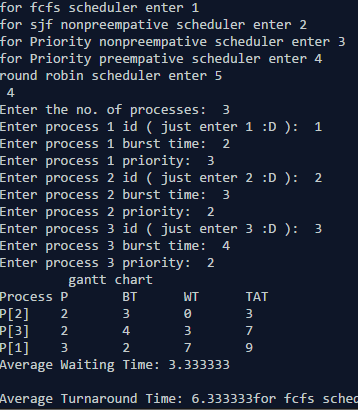 for fcfs scheduler enter 1
for sjf nonpreempative scheduler enter 2
for Priority nonpreempative scheduler enter 3
for Priority preempative scheduler enter 4
round robin scheduler enter 5
4
Enter the no. of processes: 3
Enter process 1 id ( just enter 1 :D ): 1
Enter process 1 burst time: 2
Enter process 1 priority: 3
Enter process 2 id ( just enter 2 :D ): 2
Enter process 2 burst time: 3
Enter process 2 priority: 2
Enter process 3 id ( just enter 3 :D ): 3
Enter process 3 burst time: 4
Enter process 3 priority: 2
gantt chart
Process P BT WT TAT
P[2] 2 3 0 3
P[3] 2 4 3 7
P[1] 3 2 7 9
Average Waiting Time: 3.333333
Average Turnaround Time: 6.333333for fcfs sched